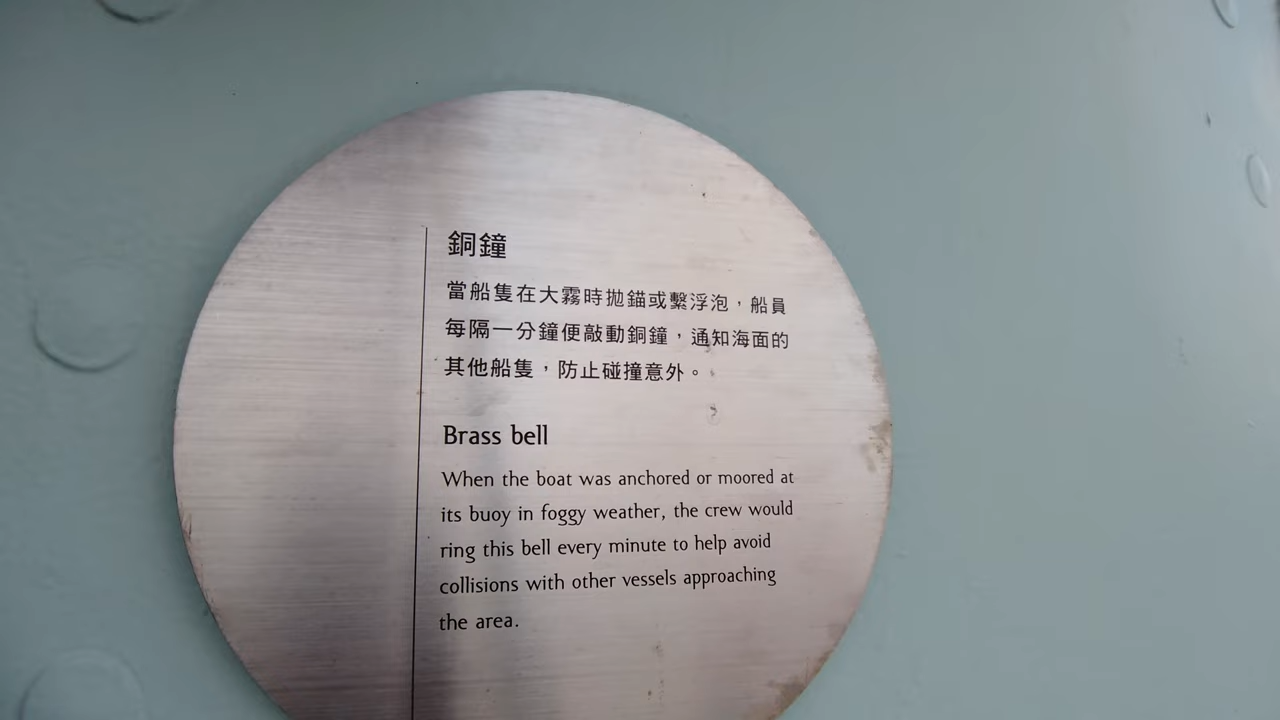 銅鐘
當船隻在大霧時拋錨或繫浮泡，船員
每隔一分鐘便敲動銅鐘，通知海面的
其他船隻，防止碰撞意外。
Brass bell
When the boat was anchored or moored at
its buoy in foggy weather, the crew would
ring this bell every minute to help avoid
collisions with other vessels approaching
the area.